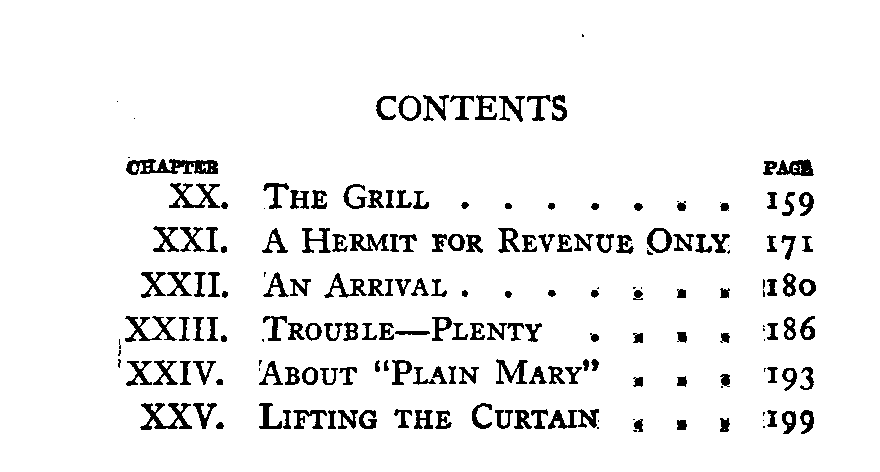 CONTENTS
CHAPTER PAGE
XX. THE GRILL . . . . . . . 159
XXI. A HERMIT FOR REVENUE ONLY 171
XXII. AN ARRIVAL . . . . . . . 180
XXIII. TROUBLE—PLENTY . . . . 186
XXIV. ABOUT "PLAIN MARY" . . . 193
XXV. LIFTING THE CURTAIN . . . 199